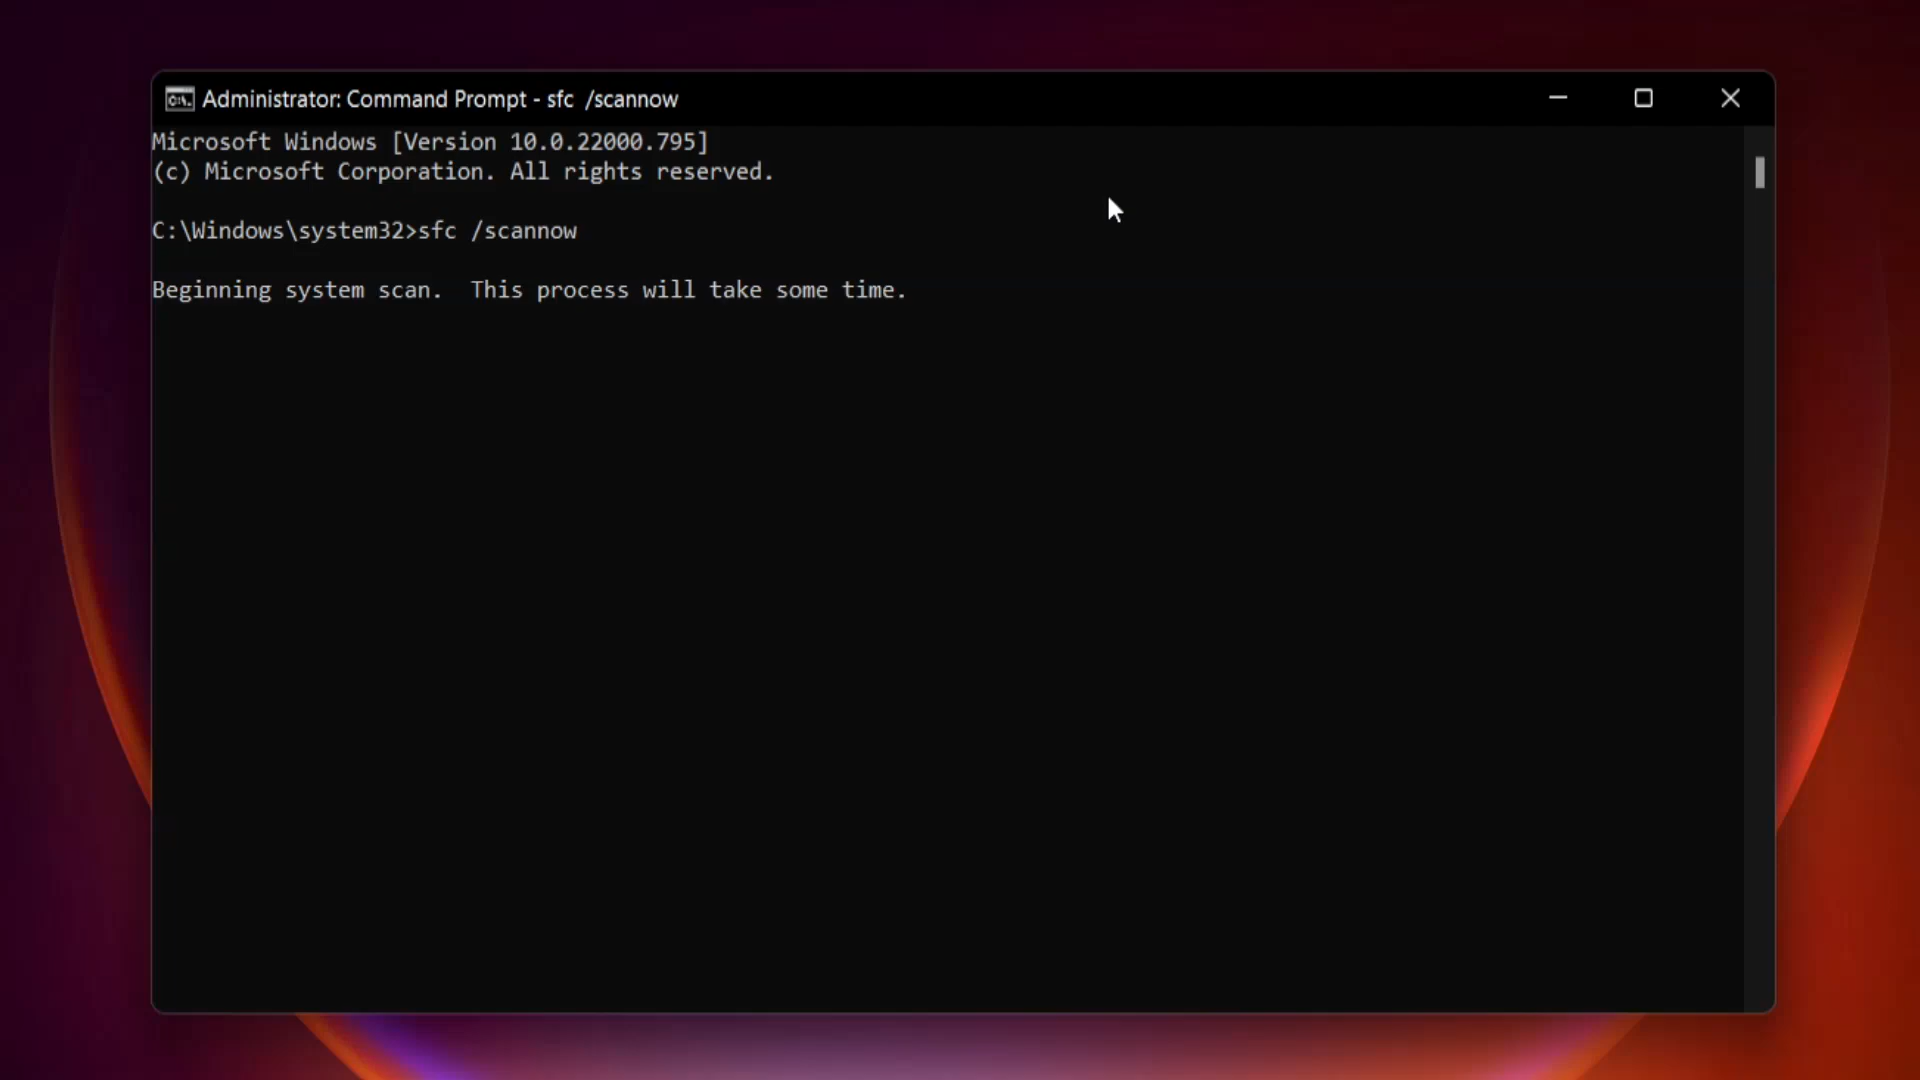 Administrator: Command Prompt - sfc  /scannow
Microsoft Windows [Version 10.0.22000.795]
(c) Microsoft Corporation. All rights reserved.
C:\Windows\system32>sfc /scannow
Beginning system scan.  This process will take some time.